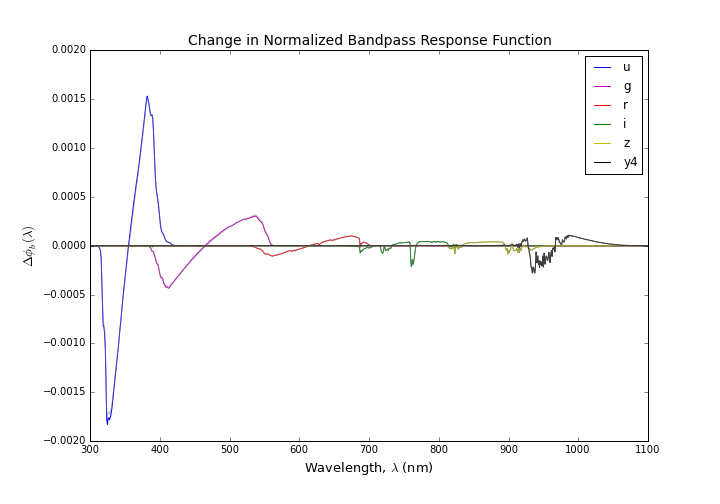 Change in Normalized Bandpass Response Function
0.0020
0.0015
0.0010
0.0005
0.0000
−0.0005
−0.0010
−0.0015
−0.0020
Δϕ_b (λ)
300 400 500 600 700 800 900 1000 1100
Wavelength, λ (nm)
u
g
r
i
z
y4